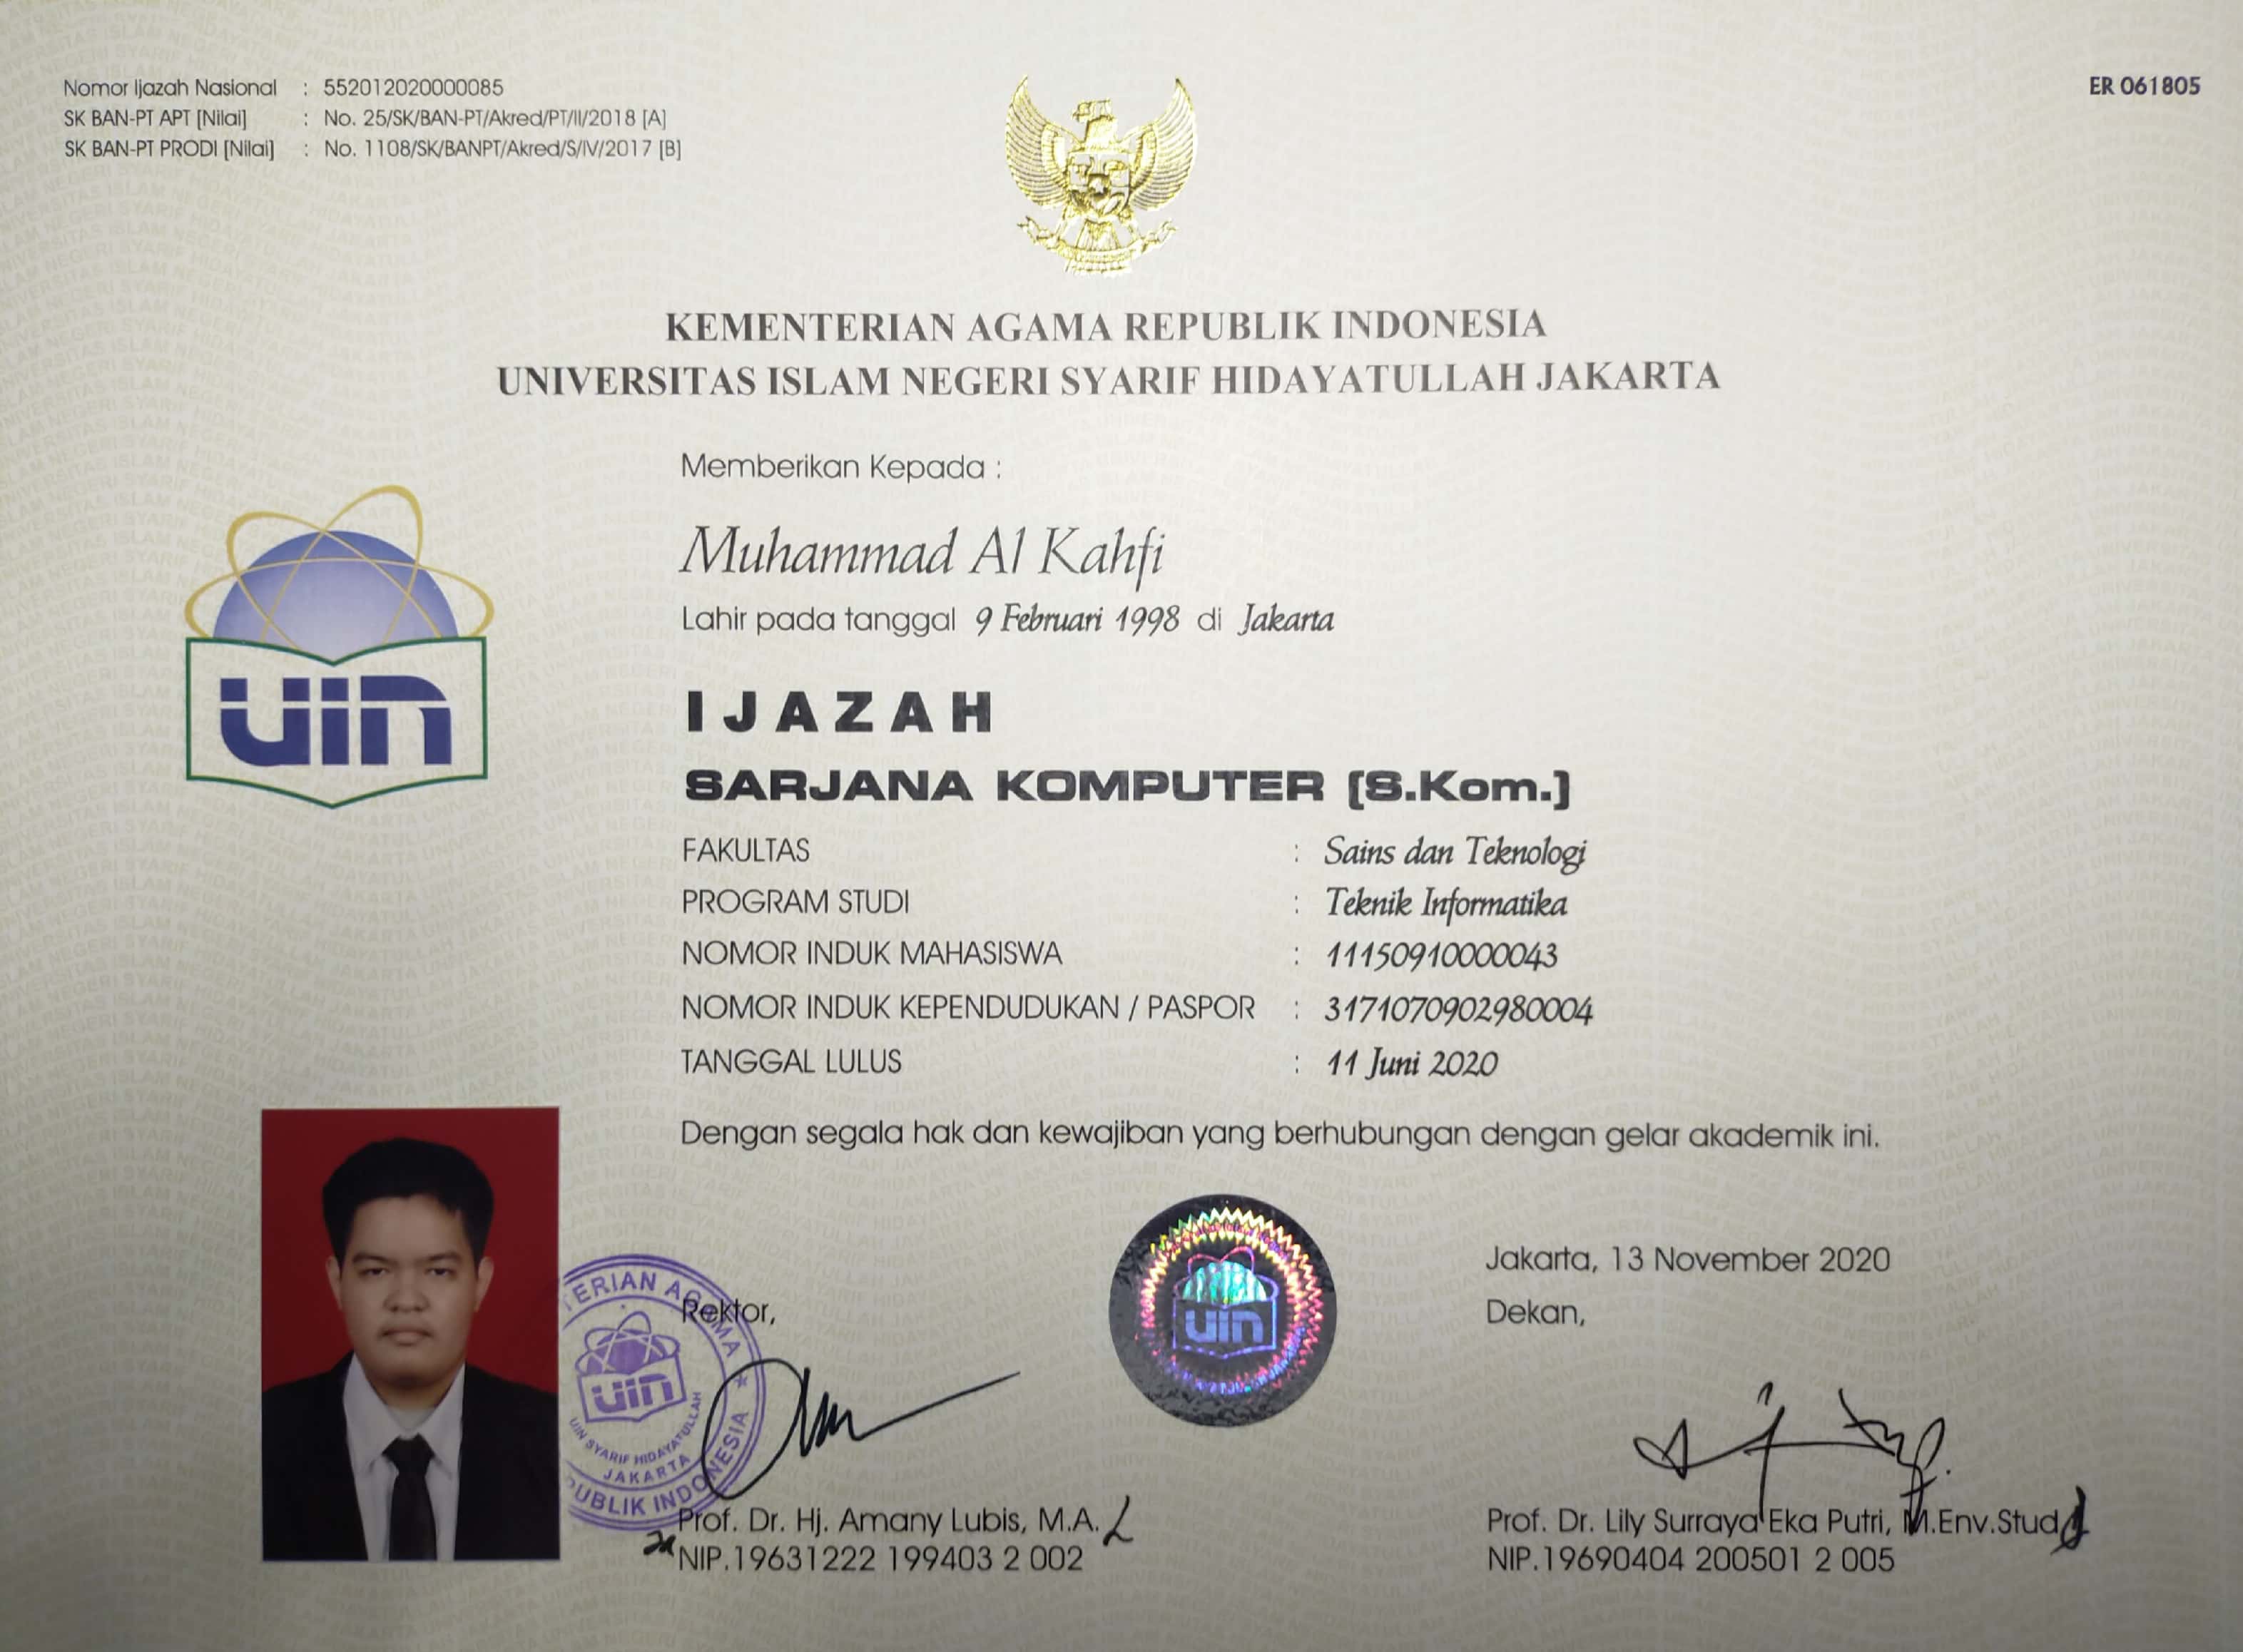 Nomor Ijazah Nasional : 552012020000085
SK BAN-PT APT [Nilai] : No. 25/SK/BAN-PT/Akred/PT/II/2018 [A]
SK BAN-PT PRODI [Nilai] : No. 1108/SK/BANPT/Akred/S/IV/2017 [B]
ER 061805
KEMENTERIAN AGAMA REPUBLIK INDONESIA
UNIVERSITAS ISLAM NEGERI SYARIF HIDAYATULLAH JAKARTA
Memberikan Kepada :
Muhammad Al Kahfi
Lahir pada tanggal 9 Februari 1998 di Jakarta
uin
IJAZAH
SARJANA KOMPUTER (S.Kom.)
FAKULTAS : Sains dan Teknologi
PROGRAM STUDI : Teknik Informatika
NOMOR INDUK MAHASISWA : 11150910000043
NOMOR INDUK KEPENDUDUKAN / PASPOR : 3171070902980004
TANGGAL LULUS : 11 Juni 2020
Dengan segala hak dan kewajiban yang berhubungan dengan gelar akademik ini.
Jakarta, 13 November 2020
Rektor,
Dekan,
uin
TERIAN AGAMA
uin
UIN SYARIF HIDAYATULLAH
JAKARTA
PUBLIK INDONESIA
Prof. Dr. Hj. Amany Lubis, M.A.
NIP.19631222 199403 2 002
Prof. Dr. Lily Surraya Eka Putri, M.Env.Stud
NIP.19690404 200501 2 005